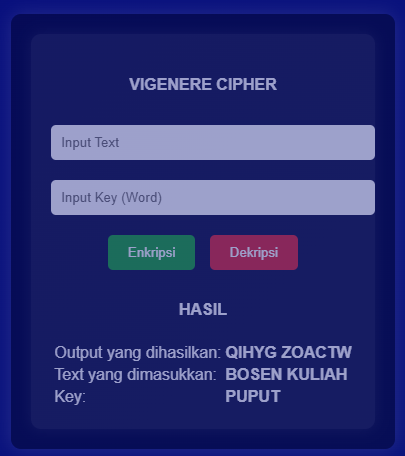 VIGENERE CIPHER
Input Text
Input Key (Word)
Enkripsi Dekripsi
HASIL
Output yang dihasilkan: QIHYG ZOACTW
Text yang dimasukkan: BOSEN KULIAH
Key: PUPUT